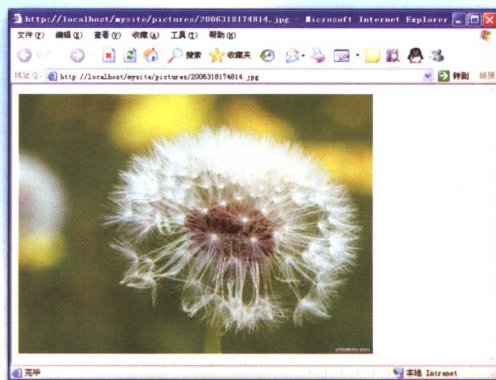 http://localhost/mysite/pictures/2006318174814.jpg - Microsoft Internet Explorer
文件(F) 编辑(E) 查看(V) 收藏(A) 工具(T) 帮助(H)
搜索 收藏夹
地址(D) http://localhost/mysite/pictures/2006318174814.jpg 转到 链接
完毕 本地 Intranet